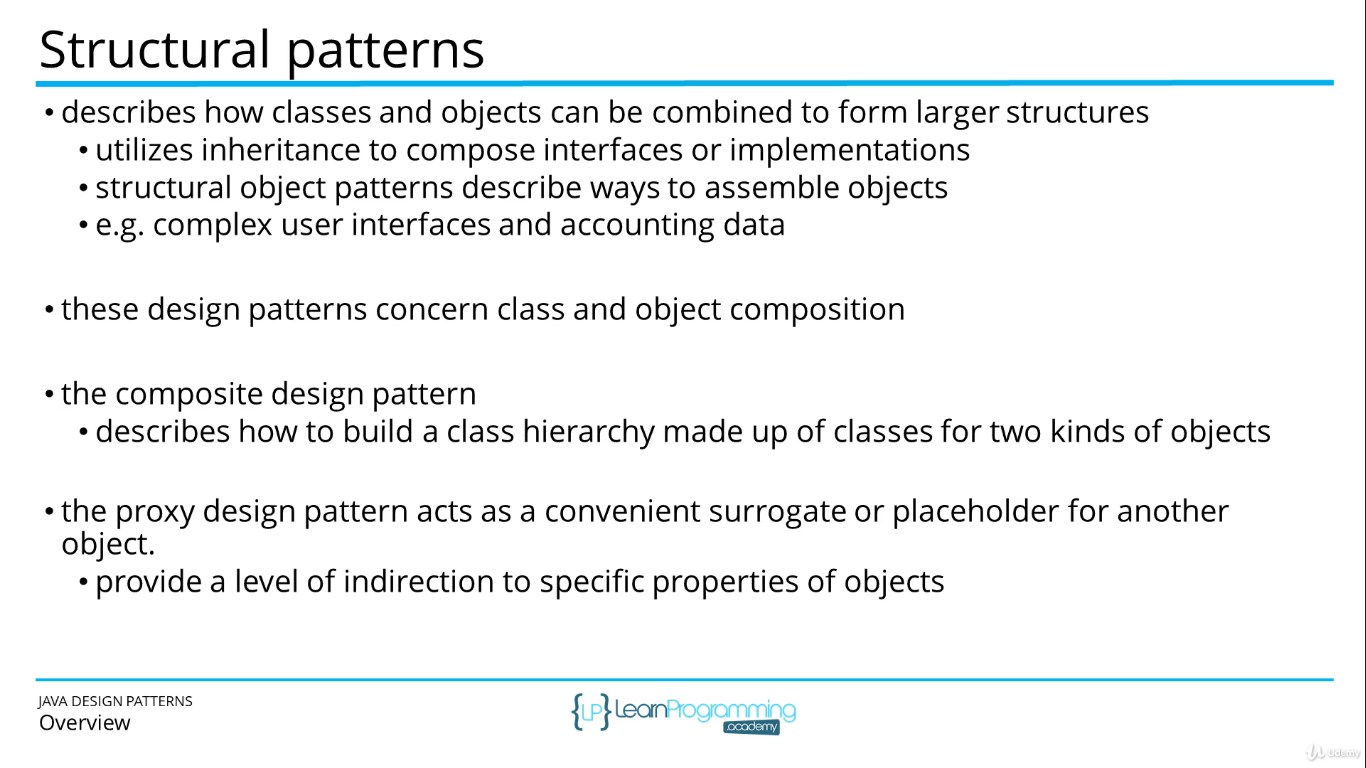 Structural patterns
• describes how classes and objects can be combined to form larger structures
• utilizes inheritance to compose interfaces or implementations
• structural object patterns describe ways to assemble objects
• e.g. complex user interfaces and accounting data
• these design patterns concern class and object composition
• the composite design pattern
• describes how to build a class hierarchy made up of classes for two kinds of objects
• the proxy design pattern acts as a convenient surrogate or placeholder for another
object.
• provide a level of indirection to specific properties of objects
JAVA DESIGN PATTERNS
Overview
{LP} LearnProgramming
.academy
Udemy